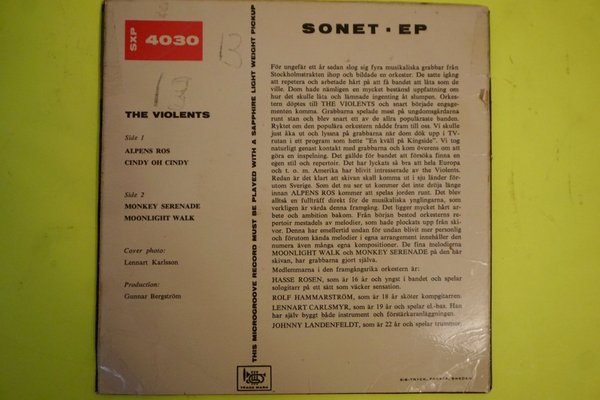 SXP 4030
13
12
THE VIOLENTS
Side 1
ALPENS ROS
CINDY OH CINDY
Side 2
MONKEY SERENADE
MOONLIGHT WALK
Cover photo:
Lennart Karlsson
Production:
Gunnar Bergström
THIS MICROGROOVE RECORD MUST BE PLAYED WITH A SAPPHIRE LIGHT WEIGHT PICKUP
TRADE MARK
SONET · EP
För ungefär ett år sedan slog sig fyra musikaliska grabbar från
Stockholmstrakten ihop och bildade en orkester. De satte igång
att repetera och arbetade hårt på att få bandet att låta som de
ville. Dom hade nämligen en mycket bestämd uppfattning om
hur det skulle låta och lämnade ingenting åt slumpen. Orkes-
tern döptes till THE VIOLENTS och snart började engage-
menten komma. Grabbarna spelade mest på ungdomsgårdarna
runt stan och blev snart ett av de allra populäraste banden.
Ryktet om den populära orkestern nådde fram till oss. Vi skulle
just åka ut och lyssna på grabbarna när dom dök upp i TV-
rutan i ett program som hette "En kväll på Kingside". Vi tog
naturligt genast kontakt med grabbarna och kom överens om att
göra en inspelning. Det gällde för bandet att försöka finna en
egen stil och repertoir. Det har lyckats så bra att hela Europa
och t. o. m. Amerika har blivit intresserade av the Violents.
Redan är det klart att skivan skall komma ut i sju länder för-
utom Sverige. Som det nu ser ut kommer det inte dröja länge
innan ALPENS ROS kommer att spelas jorden runt. Det blev
alltså en fullträff direkt för de musikaliska ynglingarna, som
verkligen är värda denna framgång. Det ligger mycket hårt ar-
bete och ambition bakom. Från början bestod orkesterns re-
pertoir mestadels av melodier, som hade plockats upp från ski-
vor. Denna har emellertid undan för undan blivit mer personlig
och förutom kända melodier i egna arrangement innehåller den
numera även många egna kompositioner. De fina melodierna
MOONLIGHT WALK och MONKEY SERENADE på den här
skivan, har grabbarna gjort själva.
Medlemmarna i den framgångsrika orkestern är:
HASSE ROSEN, som är 16 år och yngst i bandet och spelar
sologitarr på ett sätt som väcker sensation.
ROLF HAMMARSTRÖM, som är 18 år sköter kompgitarren.
LENNART CARLSMYR, som är 19 år och spelar el.-bas. Han
har själv byggt både instrument och förstärkaranläggningen.
JOHNNY LANDENFELDT, som är 22 år och spelar trummor.